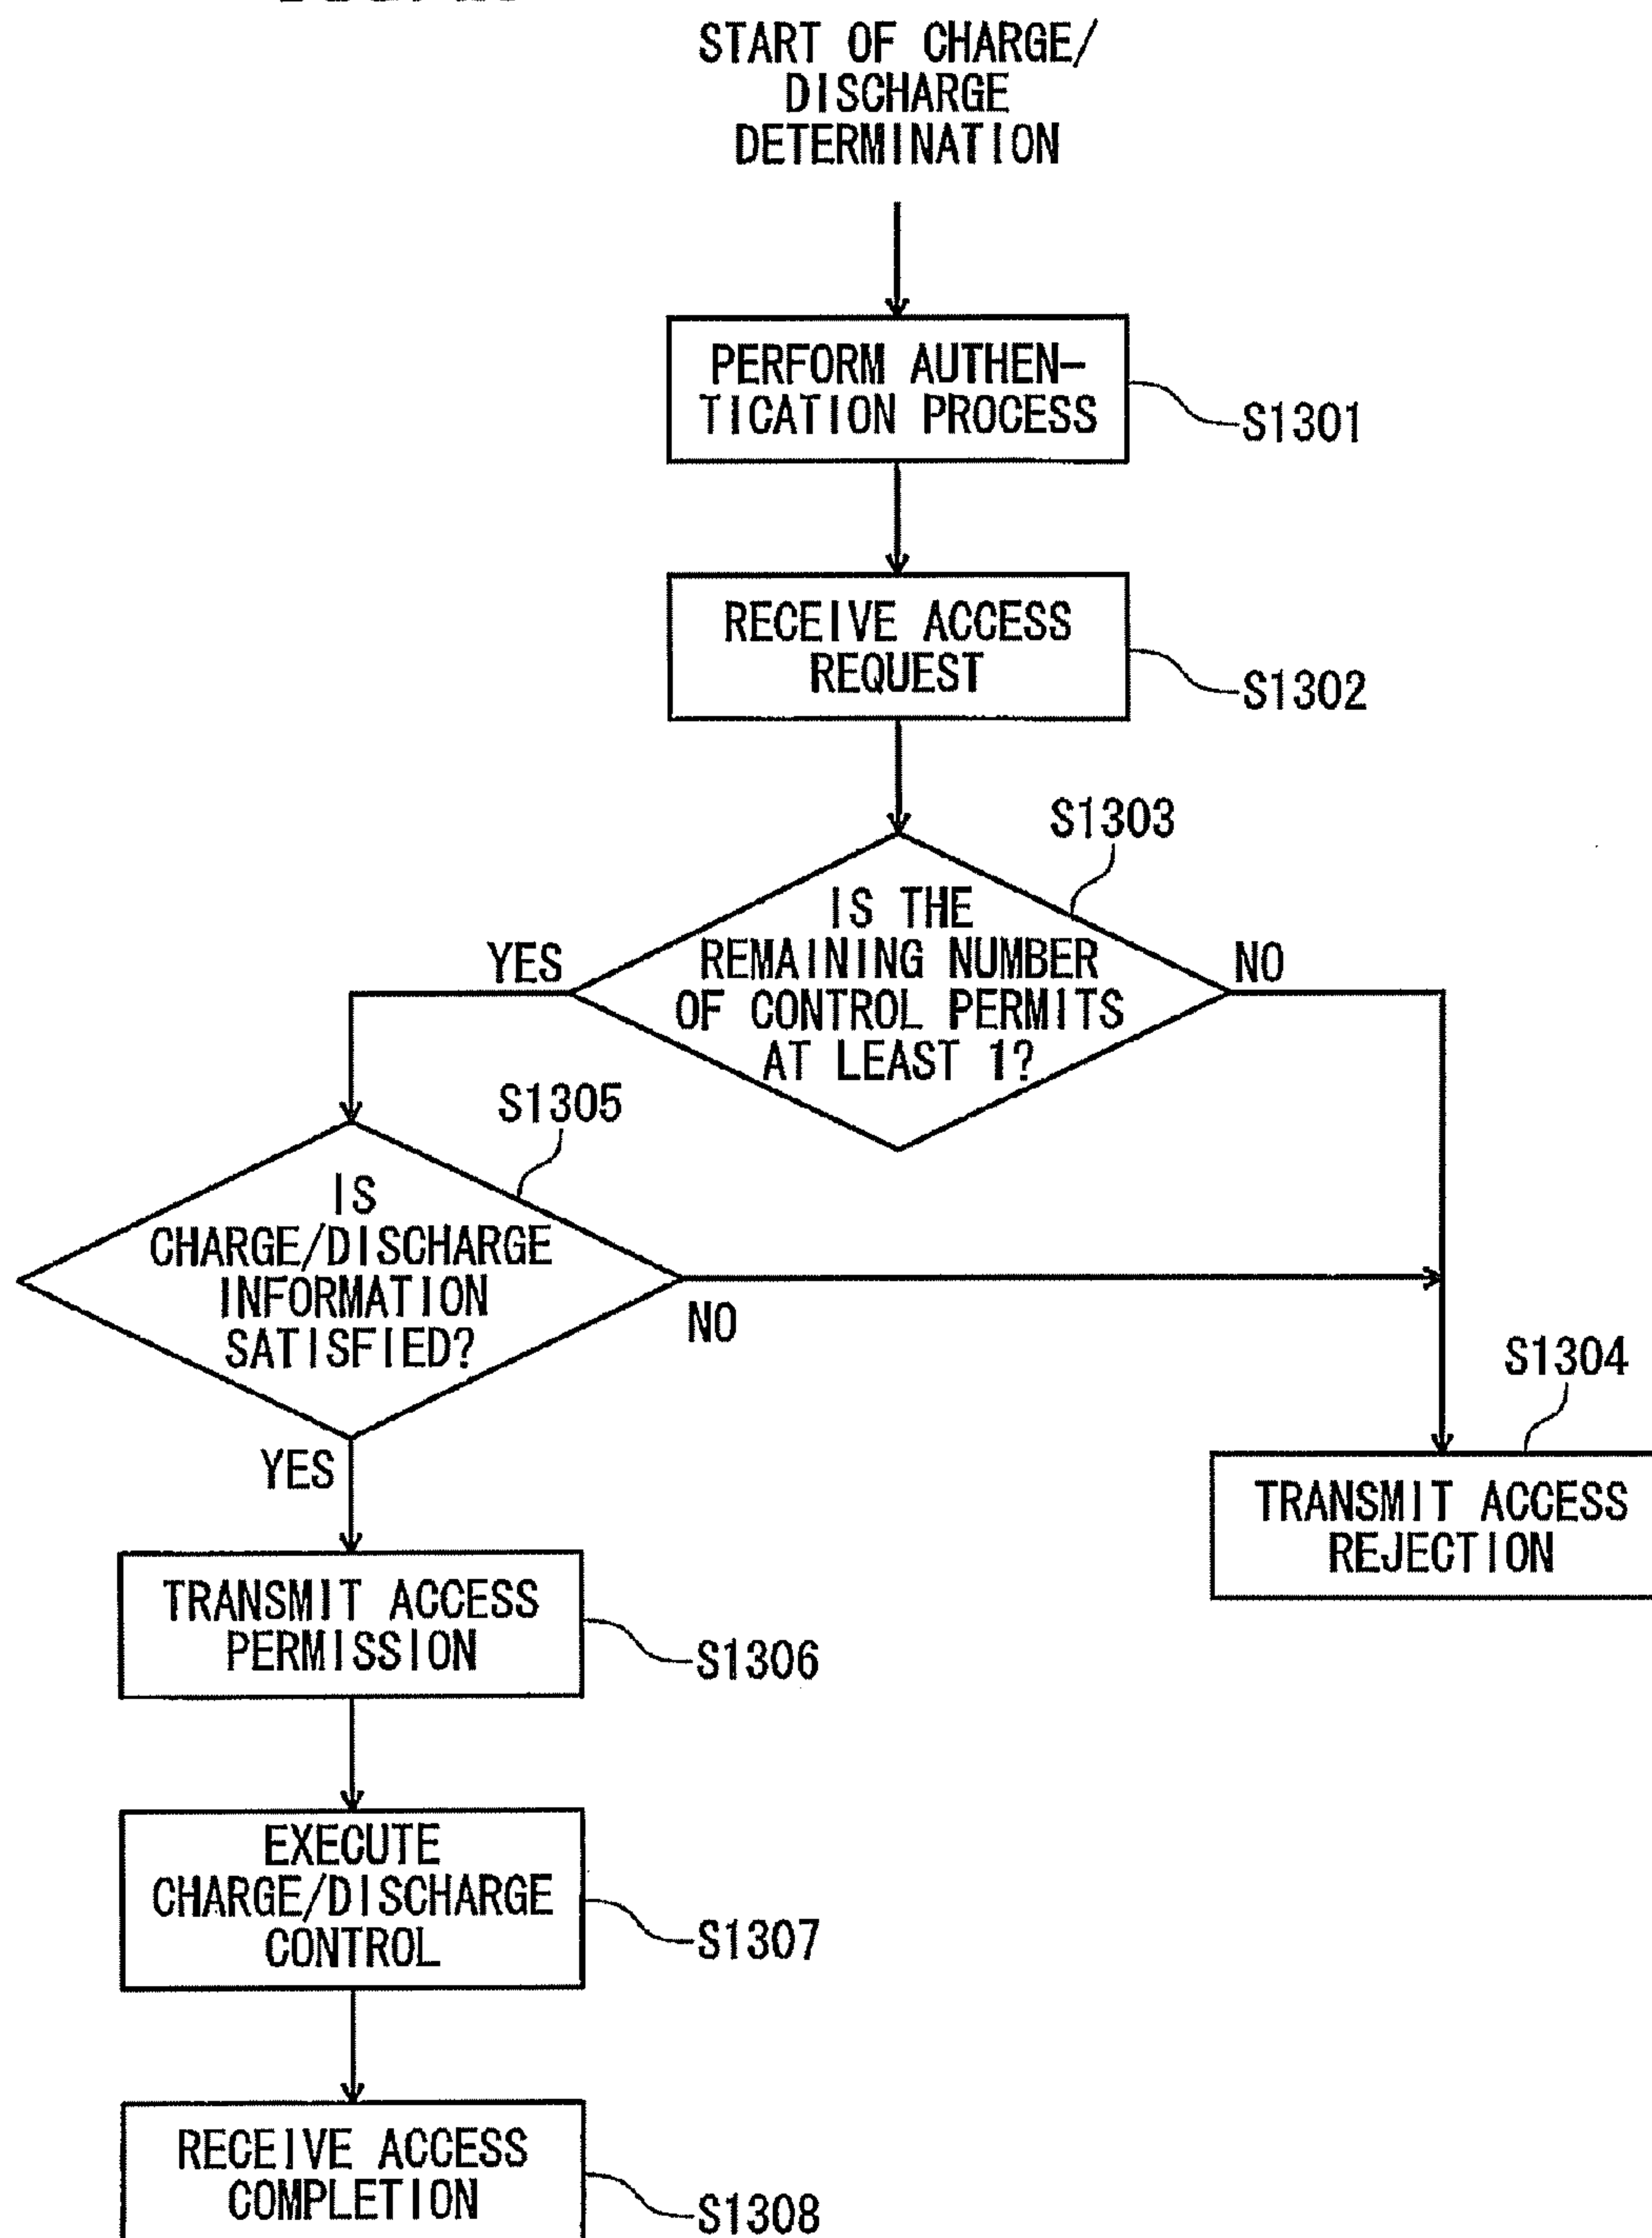 START OF CHARGE/
DISCHARGE
DETERMINATION
PERFORM AUTHEN-
TICATION PROCESS
S1301
RECEIVE ACCESS
REQUEST
S1302
S1303
IS THE
REMAINING NUMBER
OF CONTROL PERMITS
AT LEAST 1?
YES
NO
S1305
IS
CHARGE/DISCHARGE
INFORMATION
SATISFIED?
NO
YES
S1304
TRANSMIT ACCESS
REJECTION
TRANSMIT ACCESS
PERMISSION
S1306
EXECUTE
CHARGE/DISCHARGE
CONTROL
S1307
RECEIVE ACCESS
COMPLETION
S1308